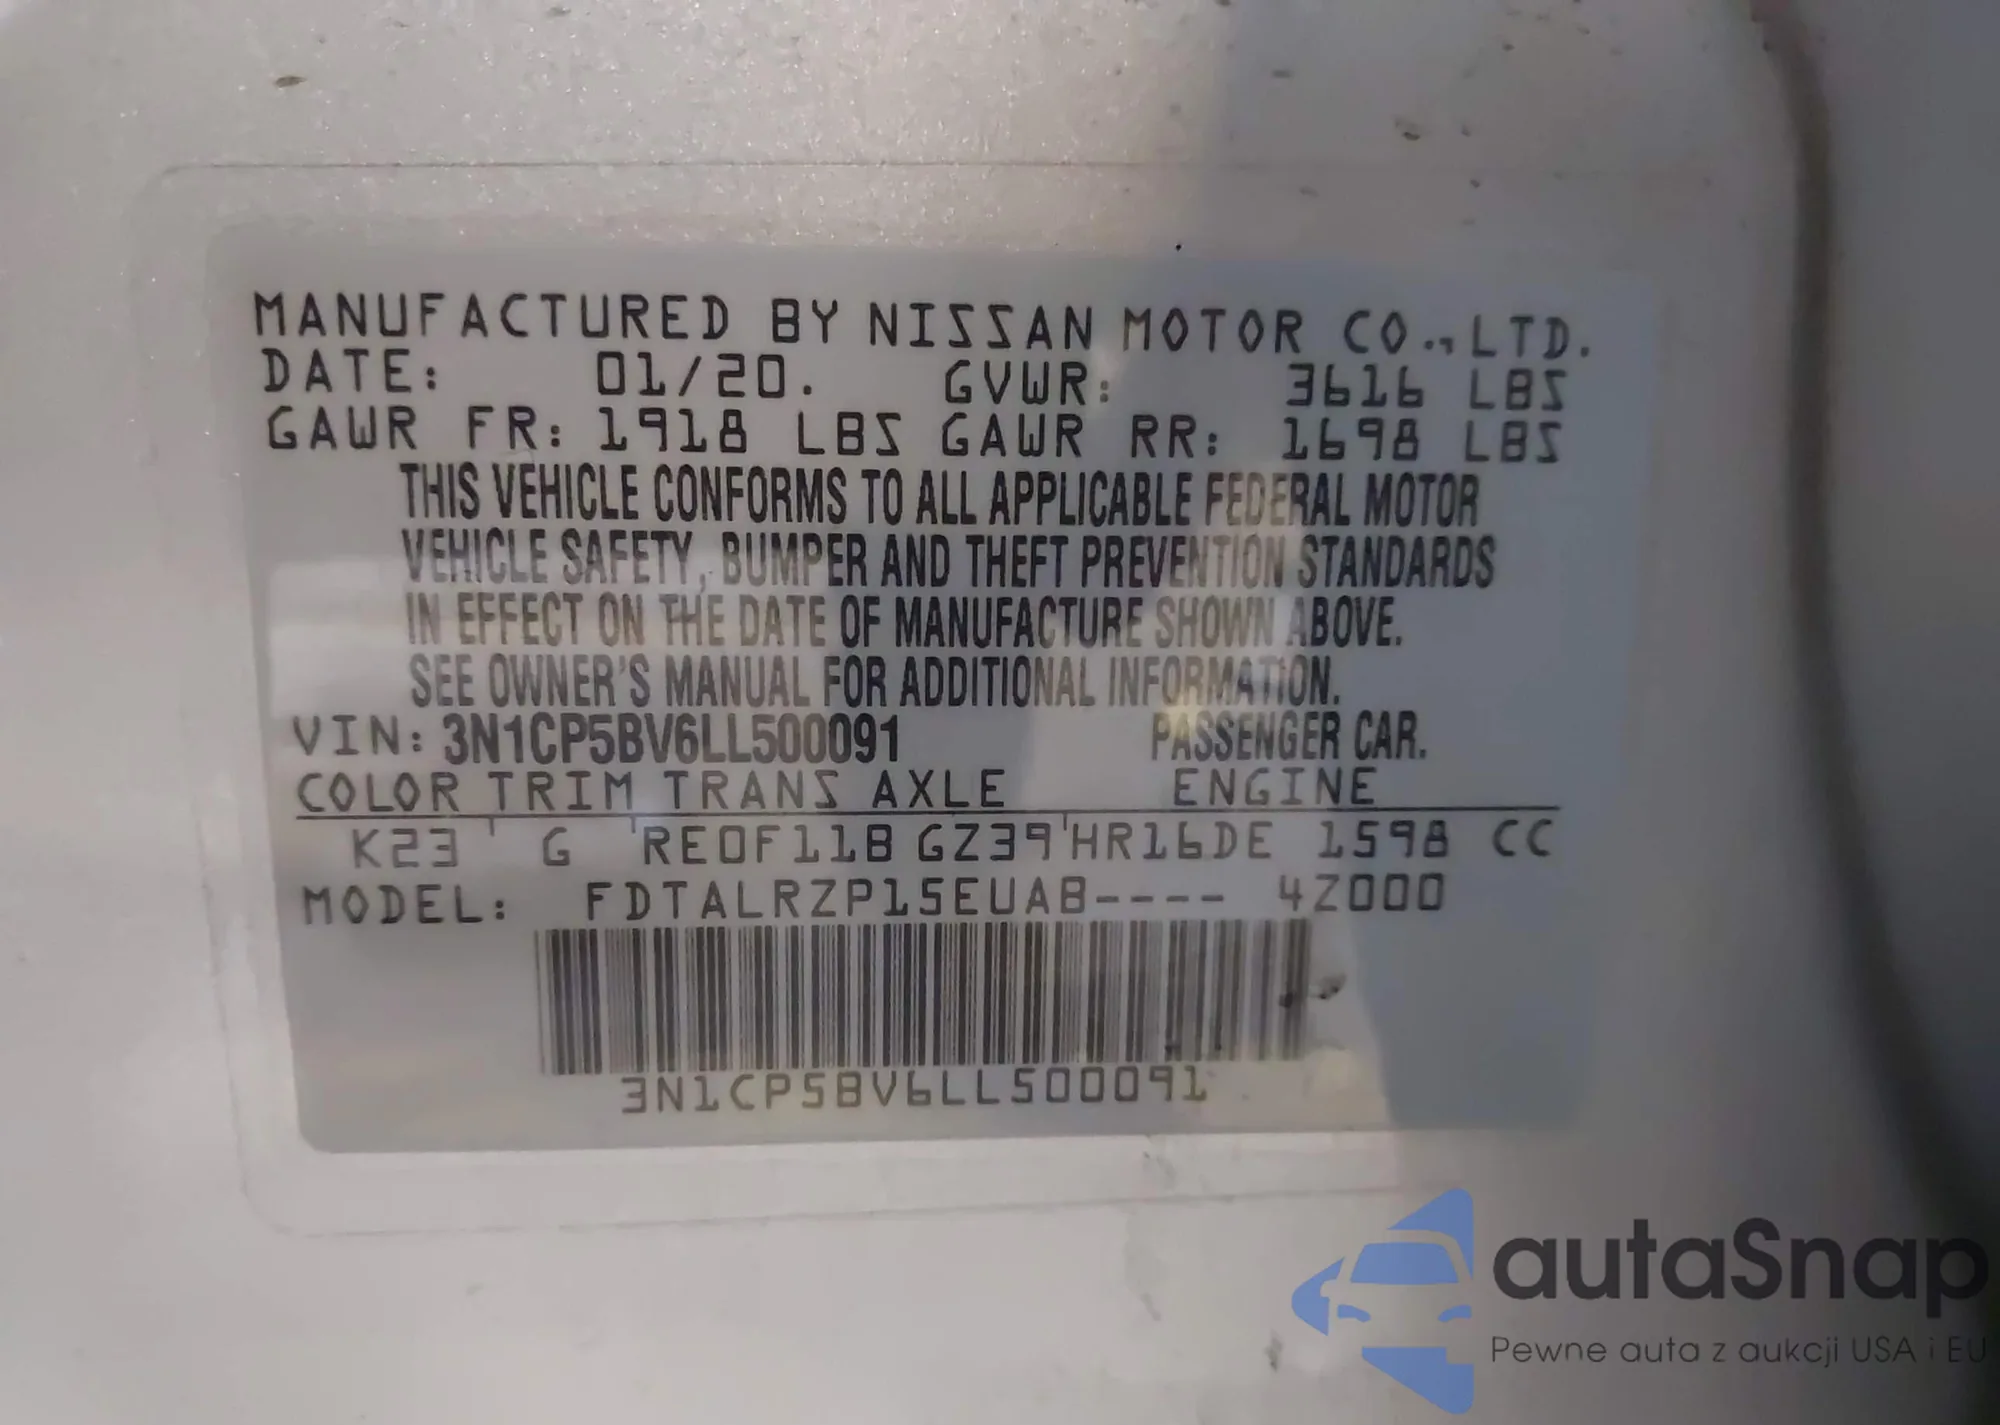 MANUFACTURED BY NISSAN MOTOR CO.,LTD.
DATE: 01/20. GVWR: 3616 LBS
GAWR FR: 1918 LBS GAWR RR: 1698 LBS
THIS VEHICLE CONFORMS TO ALL APPLICABLE FEDERAL MOTOR
VEHICLE SAFETY, BUMPER AND THEFT PREVENTION STANDARDS
IN EFFECT ON THE DATE OF MANUFACTURE SHOWN ABOVE.
SEE OWNER'S MANUAL FOR ADDITIONAL INFORMATION.
VIN: 3N1CP5BV6LL500091 PASSENGER CAR.
COLOR TRIM TRANS AXLE ENGINE
K23 G RE0F11B GZ39 HR16DE 1598 CC
MODEL: FDTALRZP15EUAB---- 4Z000
3N1CP5BV6LL500091
autaSnap
Pewne auta z aukcji USA i EU